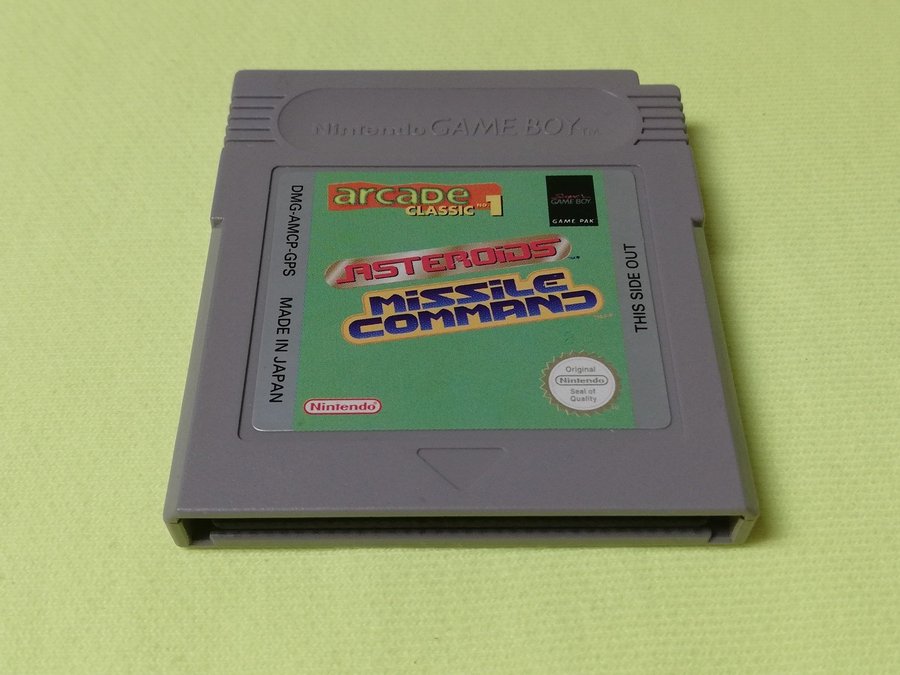 Nintendo GAME BOY TM
arcade
CLASSIC NO. 1
Super
GAME BOY
GAME PAK
ASTEROiDS
MiSSiLE
COMMAND
DMG-AMCP-GPS MADE IN JAPAN
THIS SIDE OUT
Nintendo
Original
Nintendo
Seal of
Quality